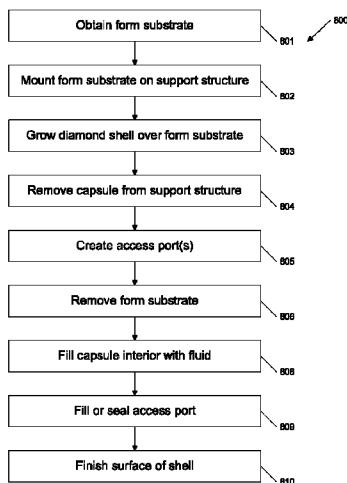 Obtain form substrate
800
801
Mount form substrate on support structure
802
Grow diamond shell over form substrate
803
Remove capsule from support structure
804
Create access port(s)
805
Remove form substrate
806
Fill capsule interior with fluid
808
Fill or seal access port
809
Finish surface of shell
810